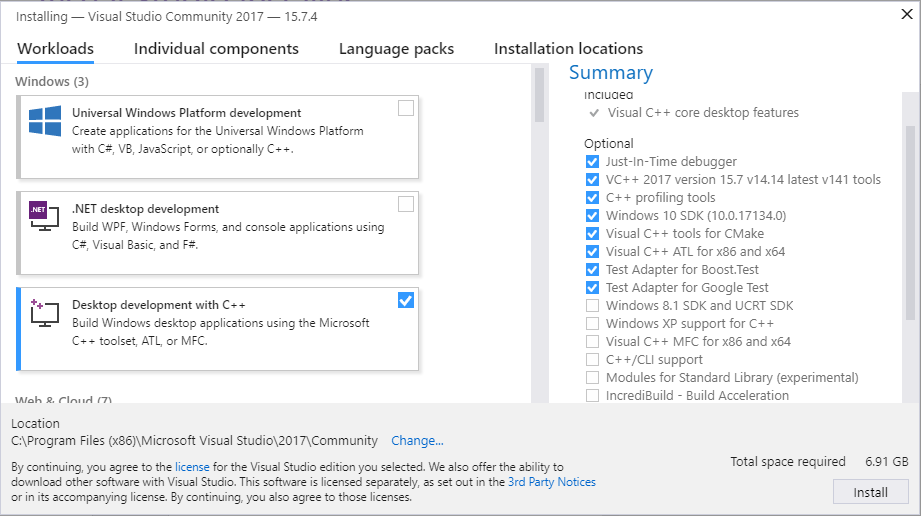 Installing — Visual Studio Community 2017 — 15.7.4
Workloads
Individual components
Language packs
Installation locations
Windows (3)
Universal Windows Platform development
Create applications for the Universal Windows Platform
with C#, VB, JavaScript, or optionally C++.
.NET
.NET desktop development
Build WPF, Windows Forms, and console applications using
C#, Visual Basic, and F#.
Desktop development with C++
Build Windows desktop applications using the Microsoft
C++ toolset, ATL, or MFC.
Web & Cloud (7)
Summary
Included
Visual C++ core desktop features
Optional
Just-In-Time debugger
VC++ 2017 version 15.7 v14.14 latest v141 tools
C++ profiling tools
Windows 10 SDK (10.0.17134.0)
Visual C++ tools for CMake
Visual C++ ATL for x86 and x64
Test Adapter for Boost.Test
Test Adapter for Google Test
Windows 8.1 SDK and UCRT SDK
Windows XP support for C++
Visual C++ MFC for x86 and x64
C++/CLI support
Modules for Standard Library (experimental)
IncrediBuild - Build Acceleration
Location
C:\Program Files (x86)\Microsoft Visual Studio\2017\Community Change...
By continuing, you agree to the license for the Visual Studio edition you selected. We also offer the ability to
download other software with Visual Studio. This software is licensed separately, as set out in the 3rd Party Notices
or in its accompanying license. By continuing, you also agree to those licenses.
Total space required 6.91 GB
Install